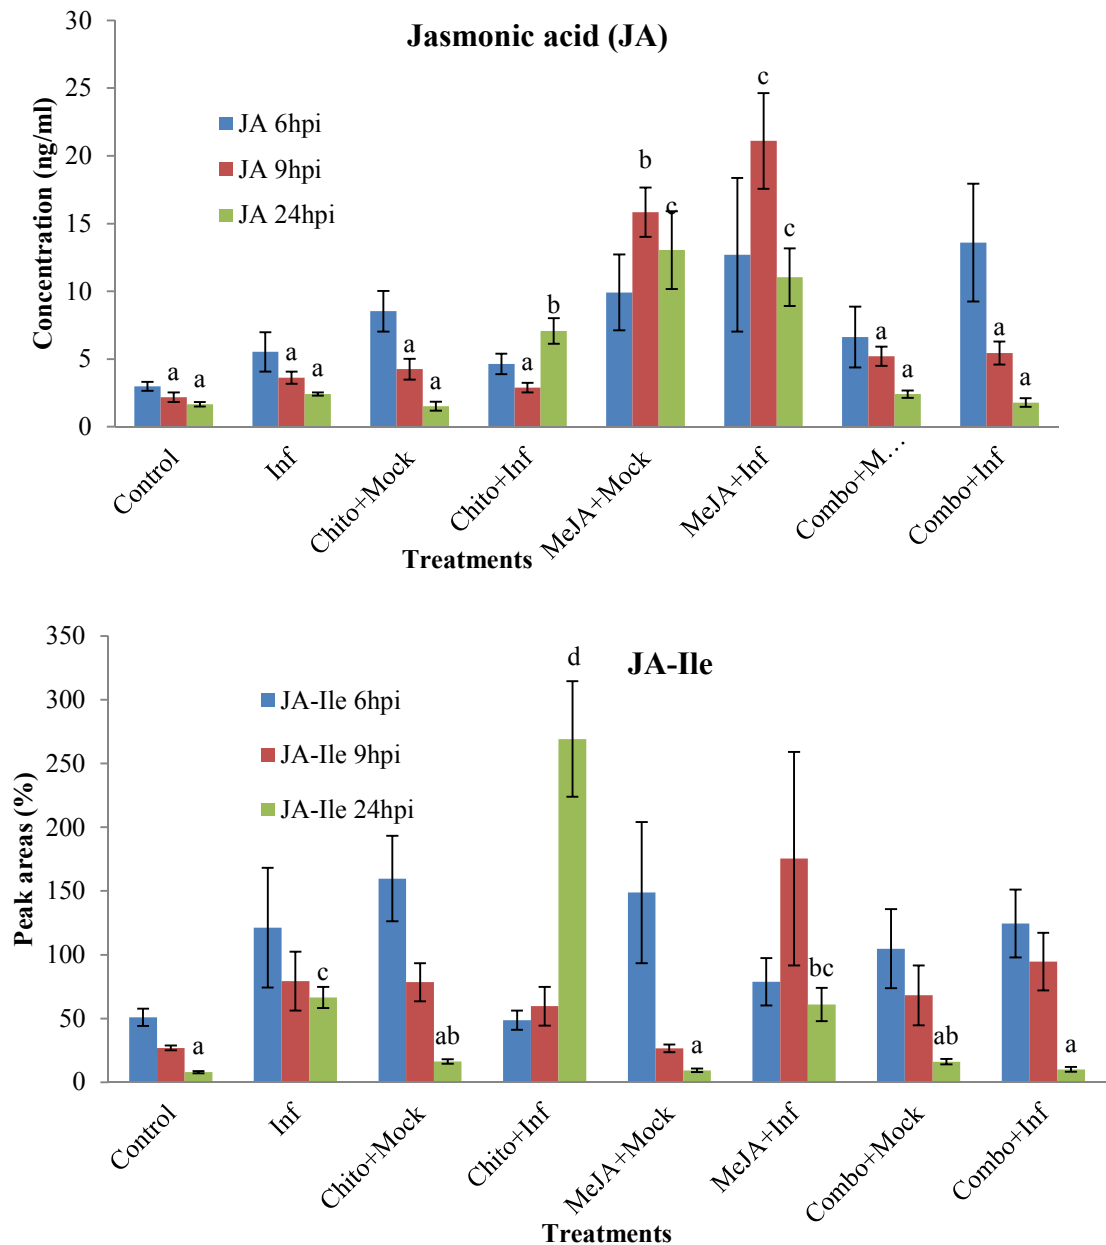 Jasmonic acid (JA)
Concentration (ng/ml)
30
25
20
15
10
5
0
JA 6hpi
JA 9hpi
JA 24hpi
a a
a a
a a
a b
b c
c c
a a
a a
Control
Inf
Chito+Mock
Chito+Inf
MeJA+Mock
MeJA+Inf
Combo+M…
Combo+Inf
Treatments
JA-Ile
Peak areas (%)
350
300
250
200
150
100
50
0
JA-Ile 6hpi
JA-Ile 9hpi
JA-Ile 24hpi
a
c
ab
d
a
bc
ab
a
Control
Inf
Chito+Mock
Chito+Inf
MeJA+Mock
MeJA+Inf
Combo+Mock
Combo+Inf
Treatments